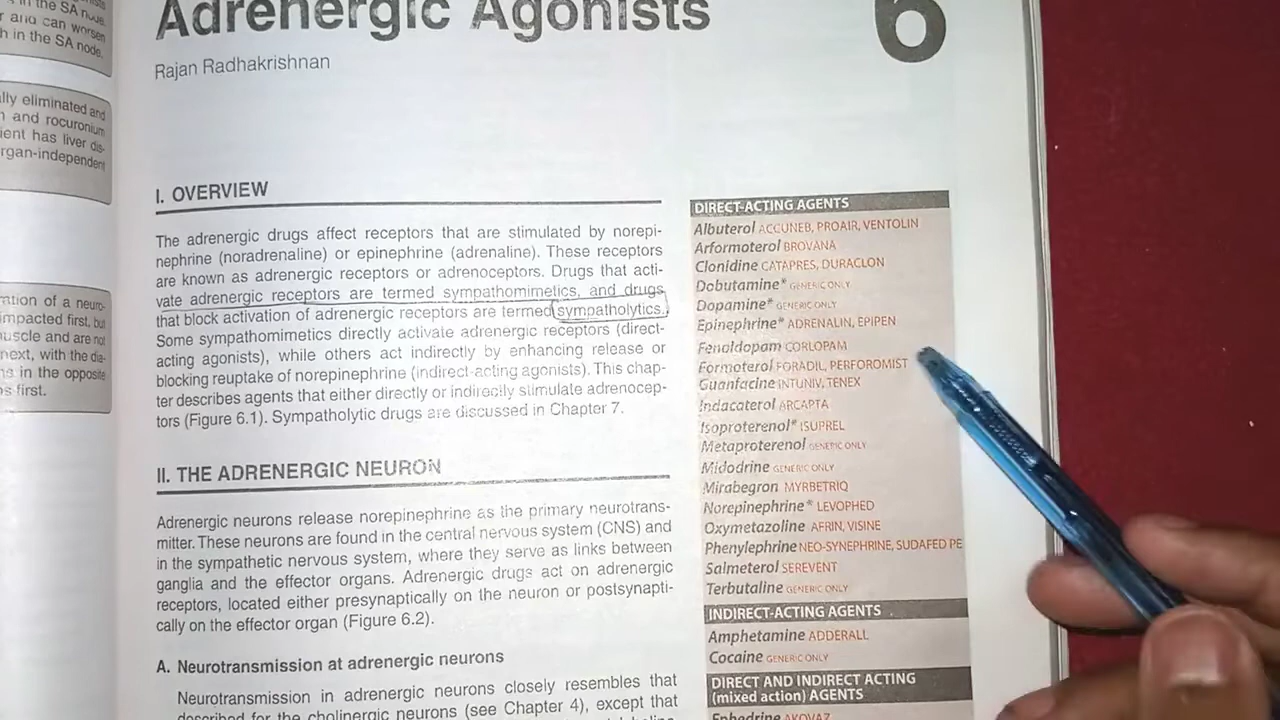 in the SA node.
and can worsen
h in the SA node.
ally eliminated and
and rocuronium
ient has liver dis-
rgan-independent
impacted first, but
uscle and are not
next, with the dia-
ns in the opposite
s first.
Adrenergic Agonists
6
Rajan Radhakrishnan
I. OVERVIEW
The adrenergic drugs affect receptors that are stimulated by norepi-
nephrine (noradrenaline) or epinephrine (adrenaline). These receptors
are known as adrenergic receptors or adrenoceptors. Drugs that acti-
vate adrenergic receptors are termed sympathomimetics, and drugs
that block activation of adrenergic receptors are termed sympatholytics.
Some sympathomimetics directly activate adrenergic receptors (direct-
acting agonists), while others act indirectly by enhancing release or
blocking reuptake of norepinephrine (indirect-acting agonists). This chap-
ter describes agents that either directly or indirectly stimulate adrenocep-
tors (Figure 6.1). Sympatholytic drugs are discussed in Chapter 7.
II. THE ADRENERGIC NEURON
Adrenergic neurons release norepinephrine as the primary neurotrans-
mitter. These neurons are found in the central nervous system (CNS) and
in the sympathetic nervous system, where they serve as links between
ganglia and the effector organs. Adrenergic drugs act on adrenergic
receptors, located either presynaptically on the neuron or postsynapti-
cally on the effector organ (Figure 6.2).
A. Neurotransmission at adrenergic neurons
Neurotransmission in adrenergic neurons closely resembles that
described for the cholinergic neurons (see Chapter 4), except that
DIRECT-ACTING AGENTS
Albuterol ACCUNEB, PROAIR, VENTOLIN
Arformoterol BROVANA
Clonidine CATAPRES, DURACLON
Dobutamine* GENERIC ONLY
Dopamine* GENERIC ONLY
Epinephrine* ADRENALIN, EPIPEN
Fenoldopam CORLOPAM
Formoterol FORADIL, PERFOROMIST
Guanfacine INTUNIV, TENEX
Indacaterol ARCAPTA
Isoproterenol* ISUPREL
Metaproterenol GENERIC ONLY
Midodrine GENERIC ONLY
Mirabegron MYRBETRIQ
Norepinephrine* LEVOPHED
Oxymetazoline AFRIN, VISINE
Phenylephrine NEO-SYNEPHRINE, SUDAFED PE
Salmeterol SEREVENT
Terbutaline GENERIC ONLY
INDIRECT-ACTING AGENTS
Amphetamine ADDERALL
Cocaine GENERIC ONLY
DIRECT AND INDIRECT ACTING
(mixed action) AGENTS
Ephedrine AKOVAZ